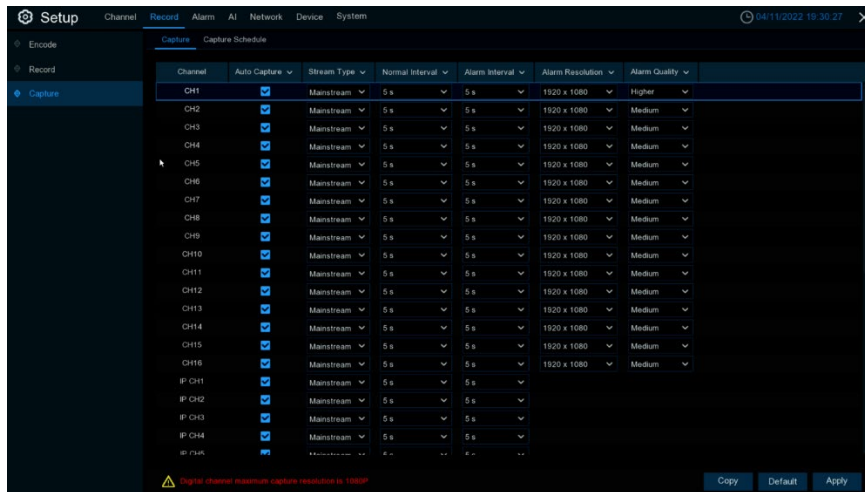 Setup Channel Record Alarm AI Network Device System 04/11/2022 19:30:27
Encode
Record
Capture
Capture Capture Schedule
Channel Auto Capture Stream Type Normal Interval Alarm Interval Alarm Resolution Alarm Quality
CH1 Mainstream 5 s 5 s 1920 x 1080 Higher
CH2 Mainstream 5 s 5 s 1920 x 1080 Medium
CH3 Mainstream 5 s 5 s 1920 x 1080 Medium
CH4 Mainstream 5 s 5 s 1920 x 1080 Medium
CH5 Mainstream 5 s 5 s 1920 x 1080 Medium
CH6 Mainstream 5 s 5 s 1920 x 1080 Medium
CH7 Mainstream 5 s 5 s 1920 x 1080 Medium
CH8 Mainstream 5 s 5 s 1920 x 1080 Medium
CH9 Mainstream 5 s 5 s 1920 x 1080 Medium
CH10 Mainstream 5 s 5 s 1920 x 1080 Medium
CH11 Mainstream 5 s 5 s 1920 x 1080 Medium
CH12 Mainstream 5 s 5 s 1920 x 1080 Medium
CH13 Mainstream 5 s 5 s 1920 x 1080 Medium
CH14 Mainstream 5 s 5 s 1920 x 1080 Medium
CH15 Mainstream 5 s 5 s 1920 x 1080 Medium
CH16 Mainstream 5 s 5 s 1920 x 1080 Medium
IP CH1 Mainstream 5 s 5 s
IP CH2 Mainstream 5 s 5 s
IP CH3 Mainstream 5 s 5 s
IP CH4 Mainstream 5 s 5 s
IP CH5 Mainstream 5 s 5 s
Digital channel maximum capture resolution is 1080P!
Copy Default Apply